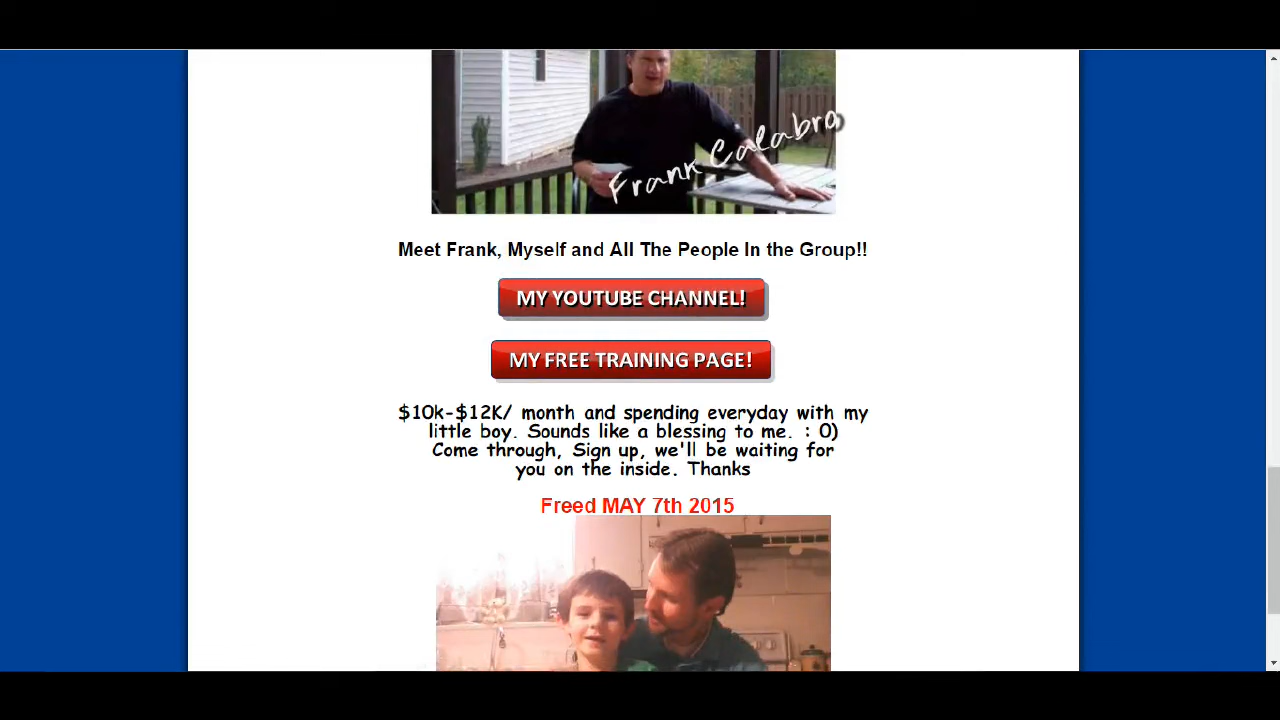 Frank Calabro
Meet Frank, Myself and All The People In the Group!!
MY YOUTUBE CHANNEL!
MY FREE TRAINING PAGE!
$10k-$12K/ month and spending everyday with my
little boy. Sounds like a blessing to me. : O)
Come through, Sign up, we'll be waiting for
you on the inside. Thanks
Freed MAY 7th 2015